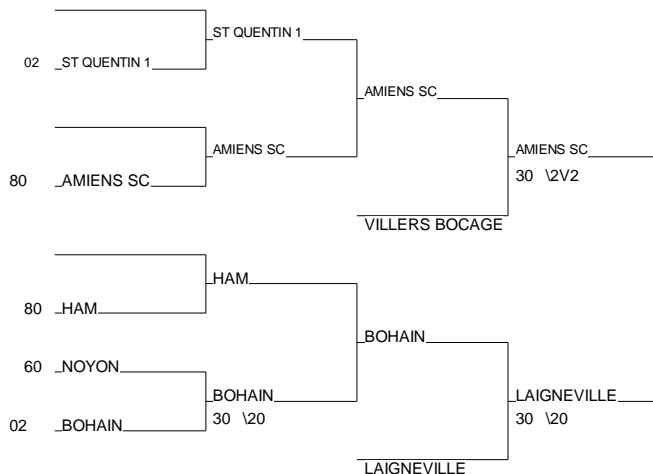 ST QUENTIN 1
02 ST QUENTIN 1
AMIENS SC
AMIENS SC
AMIENS SC
30 \2V2
80 AMIENS SC
VILLERS BOCAGE
HAM
80 HAM
BOHAIN
60 NOYON
BOHAIN
30 \20
LAIGNEVILLE
30 \20
02 BOHAIN
LAIGNEVILLE